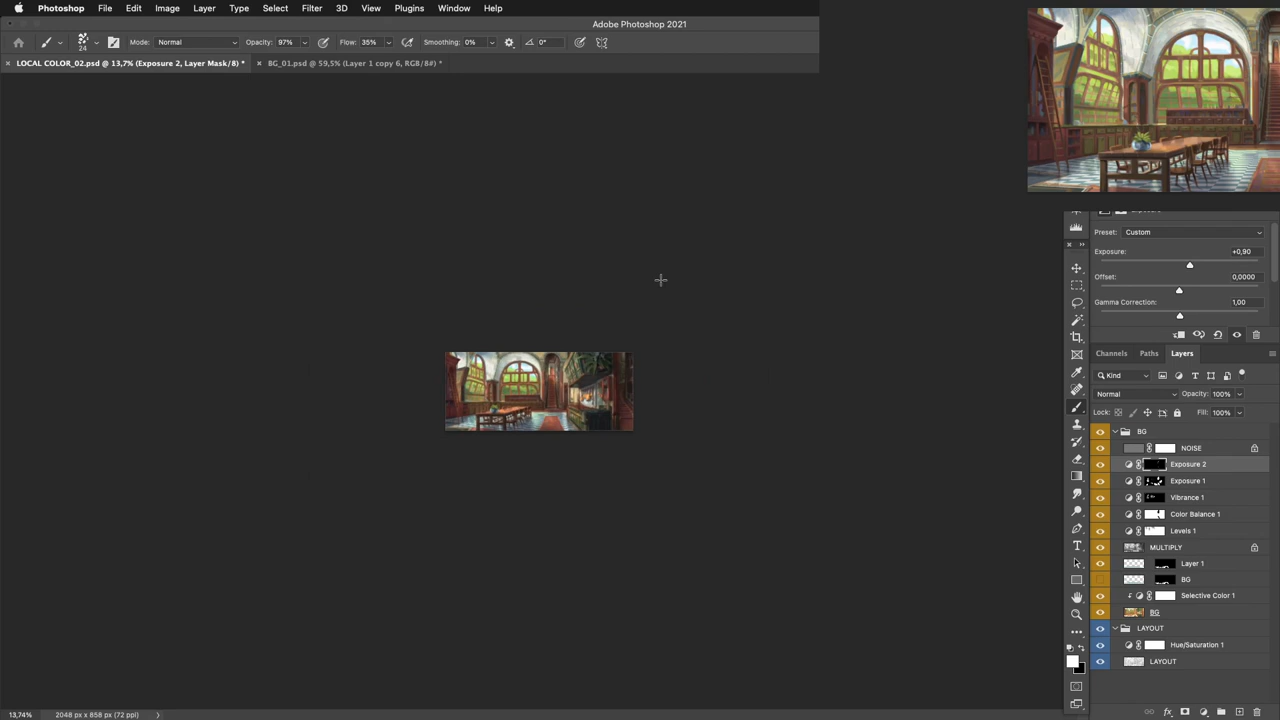 Photoshop File Edit Image Layer Type Select Filter 3D View Plugins Window Help
Adobe Photoshop 2021
24 Mode: Normal Opacity: 97% Flow: 35% Smoothing: 0% 0°
LOCAL COLOR_02.psd @ 13,7% (Exposure 2, Layer Mask/8) * BG_01.psd @ 59,5% (Layer 1 copy 6, RGB/8#) *
Preset: Custom
Exposure: +0,90
Offset: 0,0000
Gamma Correction: 1,00
Channels Paths Layers
Kind
Normal Opacity: 100%
Lock: Fill: 100%
BG
NOISE
Exposure 2
Exposure 1
Vibrance 1
Color Balance 1
Levels 1
MULTIPLY
Layer 1
BG
Selective Color 1
BG
LAYOUT
Hue/Saturation 1
LAYOUT
13,74% 2048 px x 858 px (72 ppi)